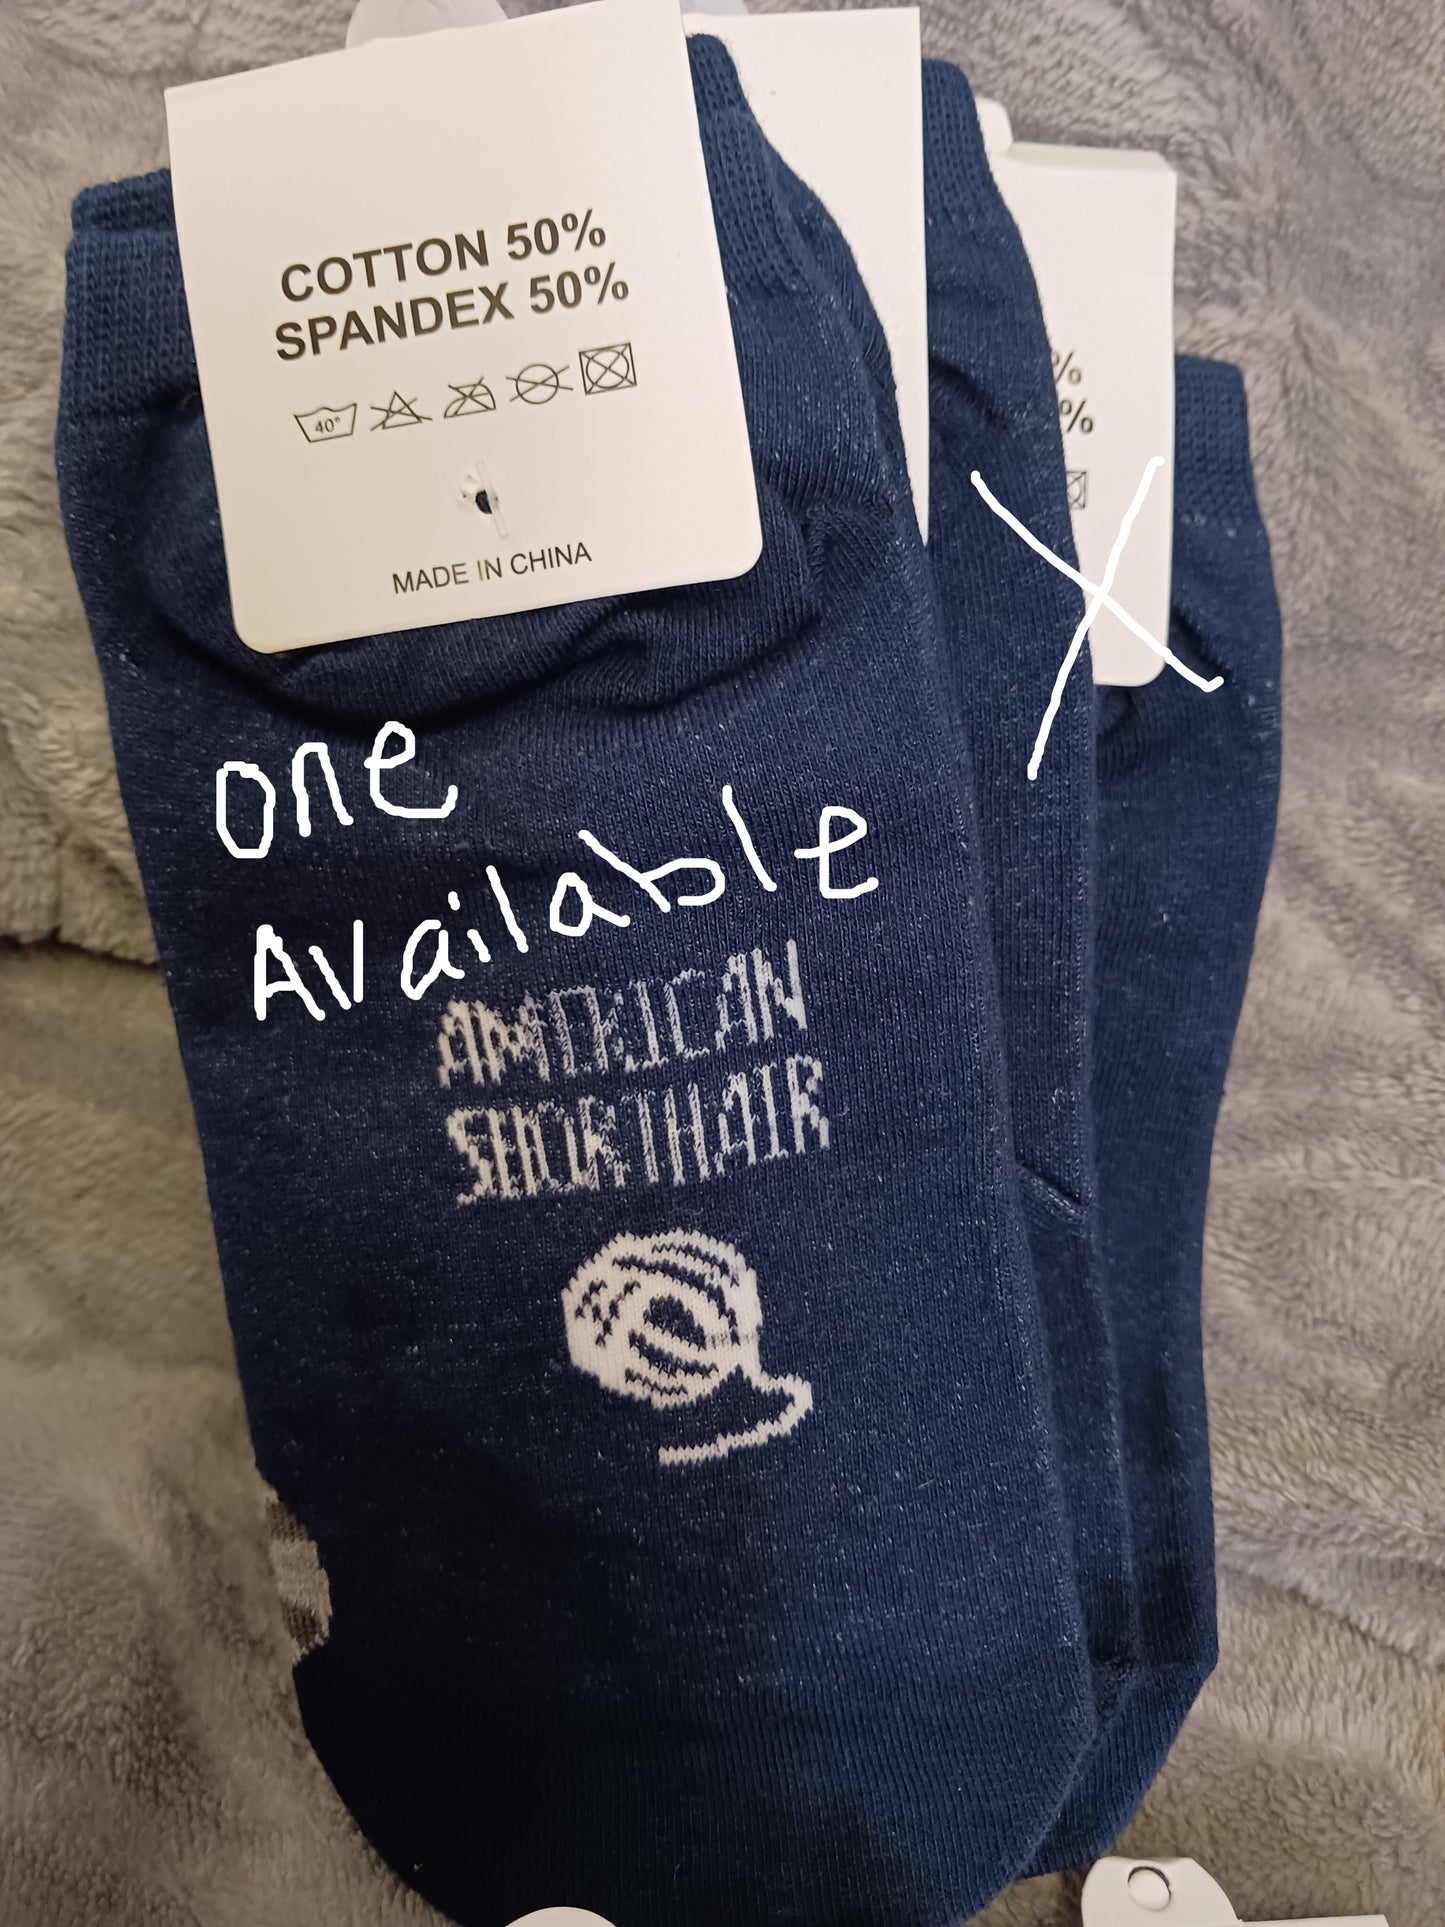 COTTON 50%
SPANDEX 50%
40°
MADE IN CHINA
%
%
one
Available
AMERICAN
SHORTHAIR